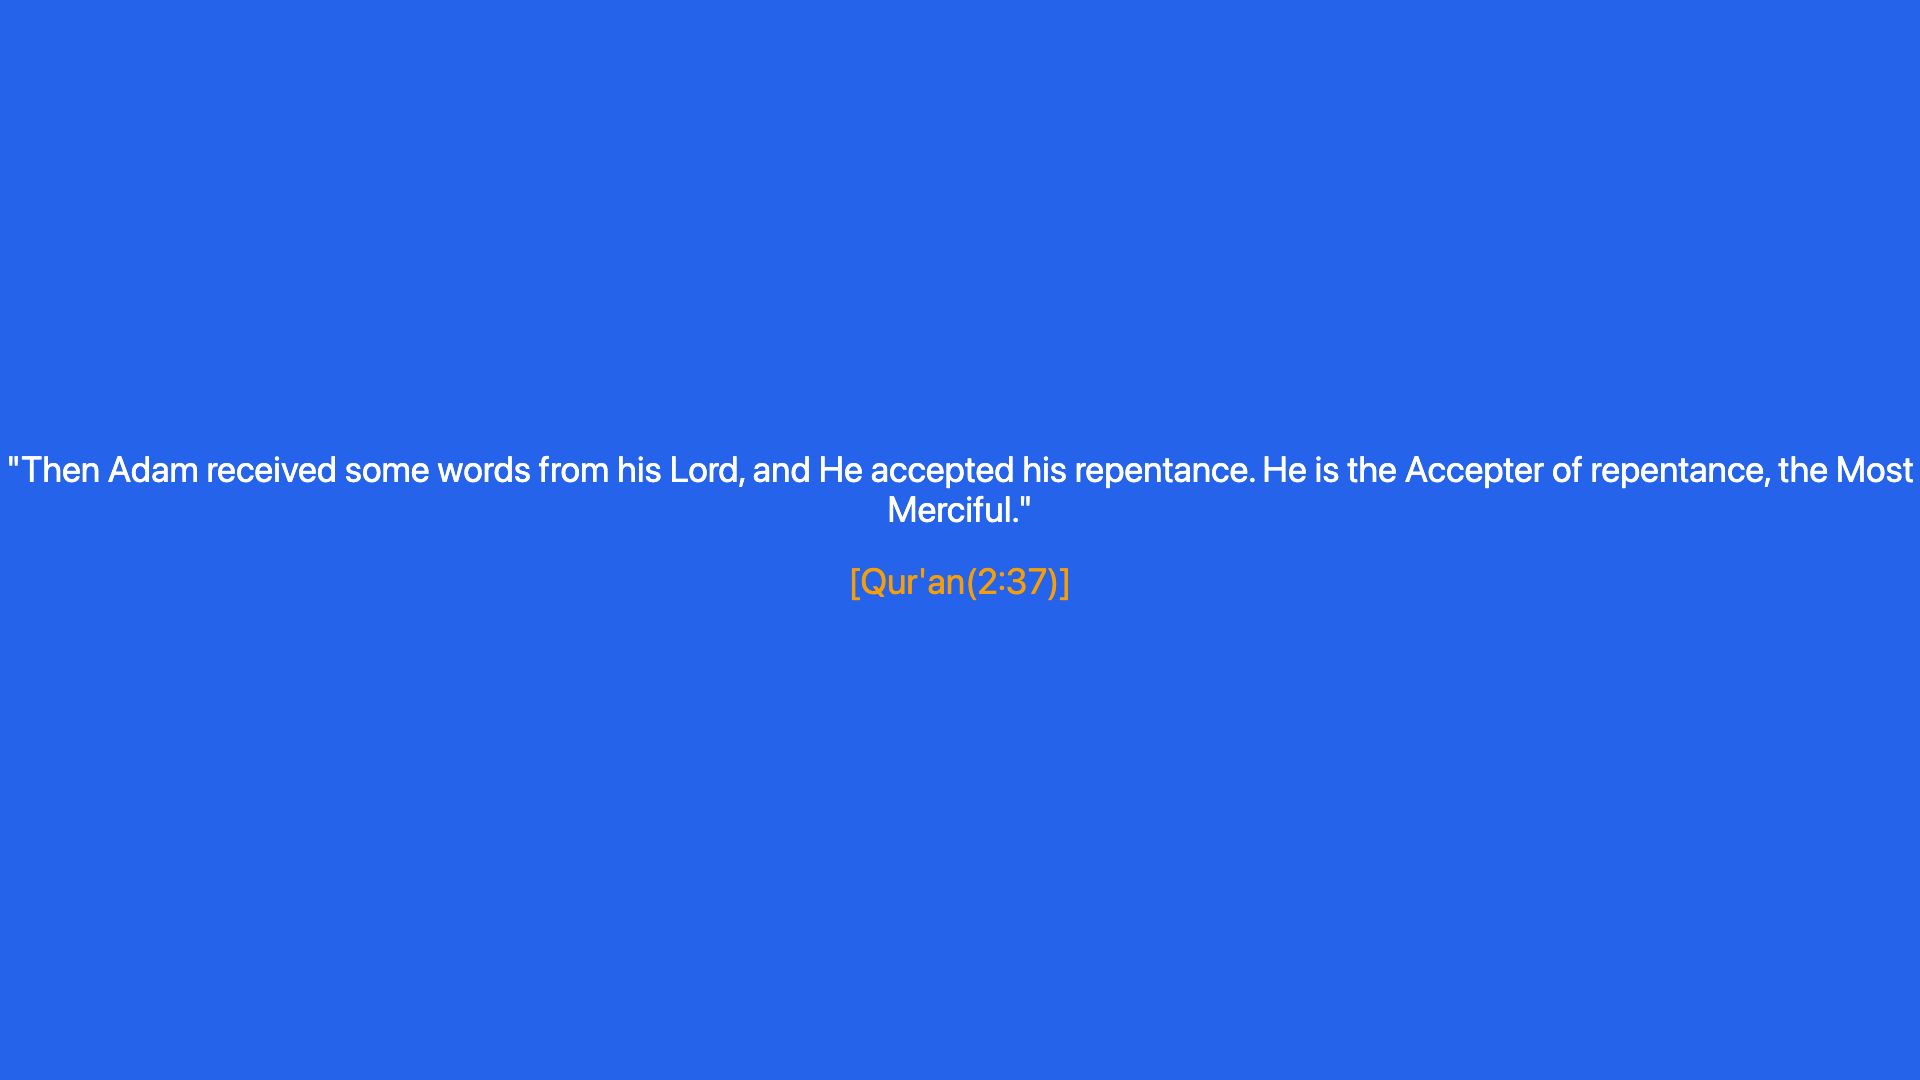 "Then Adam received some words from his Lord, and He accepted his repentance. He is the Accepter of repentance, the Most
Merciful."
[Qur'an(2:37)]